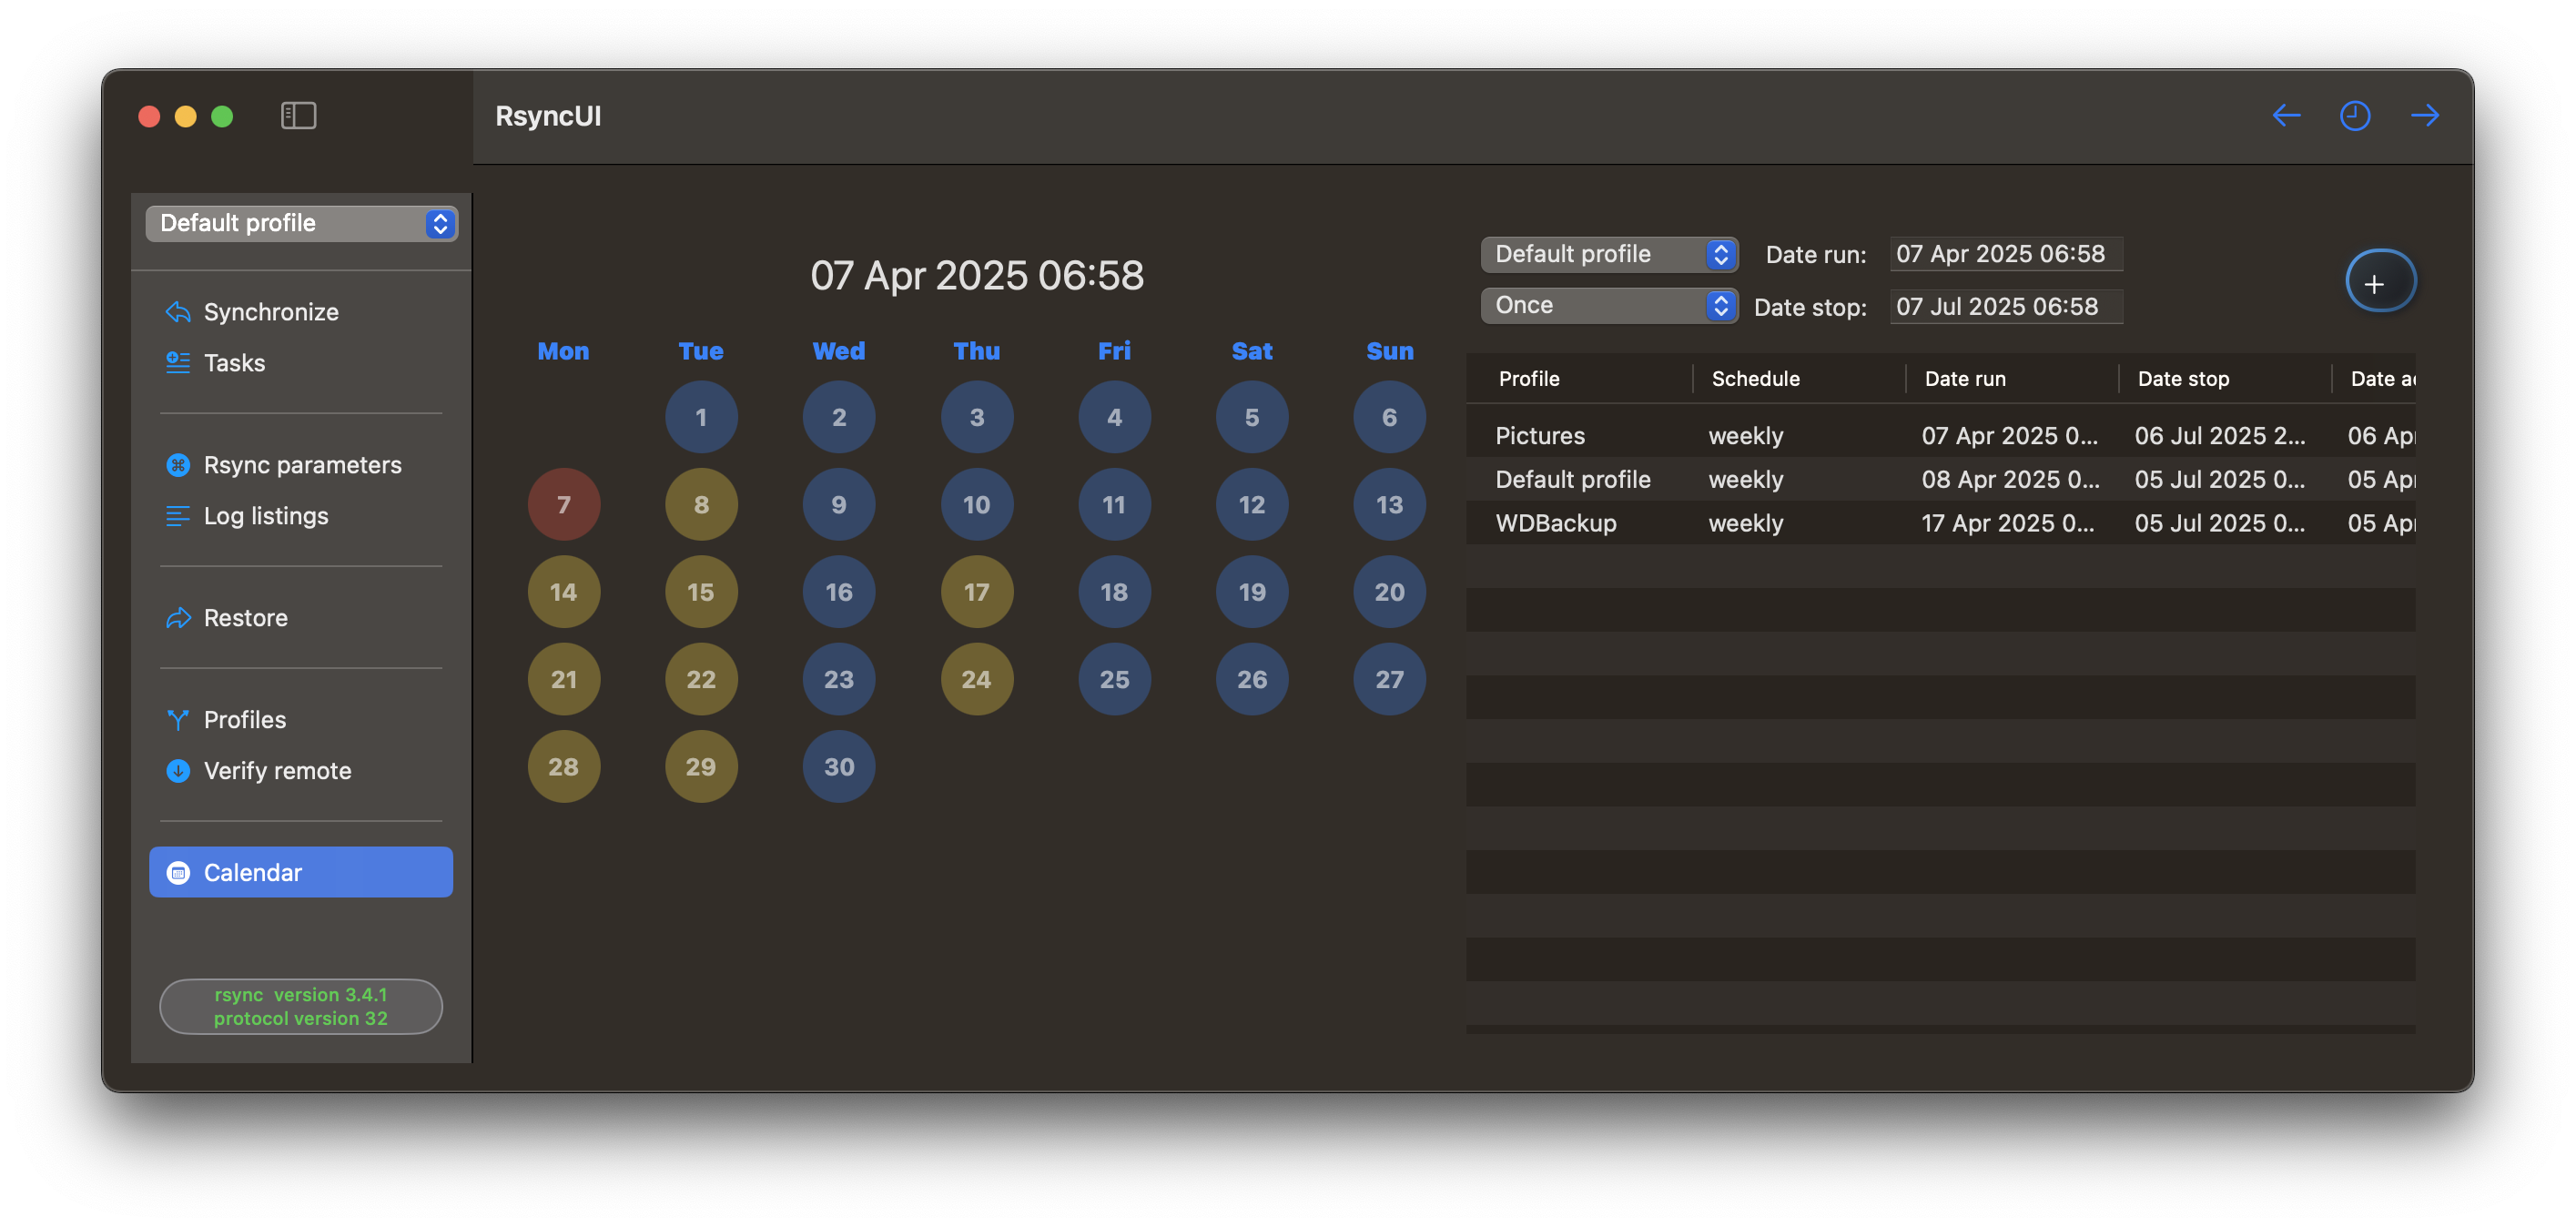 RsyncUI
Default profile
Synchronize
Tasks
Rsync parameters
Log listings
Restore
Profiles
Verify remote
Calendar
rsync  version 3.4.1
protocol version 32
07 Apr 2025 06:58
Mon Tue Wed Thu Fri Sat Sun
1 2 3 4 5 6
7 8 9 10 11 12 13
14 15 16 17 18 19 20
21 22 23 24 25 26 27
28 29 30
Default profile Date run: 07 Apr 2025 06:58
Once Date stop: 07 Jul 2025 06:58
+
Profile Schedule Date run Date stop Date
Pictures weekly 07 Apr 2025 0... 06 Jul 2025 2... 06 Apr
Default profile weekly 08 Apr 2025 0... 05 Jul 2025 0... 05 Apr
WDBackup weekly 17 Apr 2025 0... 05 Jul 2025 0... 05 Apr